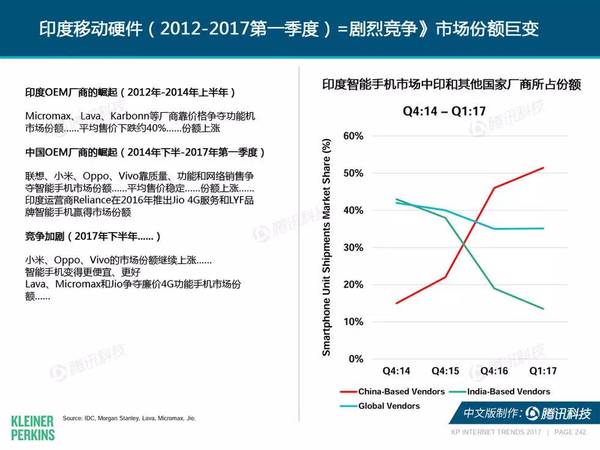 印度移动硬件（2012-2017第一季度）=剧烈竞争》市场份额巨变
印度OEM厂商的崛起（2012年-2014年上半年）
Micromax、Lava、Karbonn等厂商靠价格争夺功能机
市场份额......平均售价下跌约40%......份额上涨
中国OEM厂商的崛起（2014年下半-2017年第一季度）
联想、小米、Oppo、Vivo靠质量、功能和网络销售争
夺智能手机市场份额......平均售价稳定......份额上涨......
印度运营商Reliance在2016年推出Jio 4G服务和LYF品
牌智能手机赢得市场份额
竞争加剧（2017年下半年......）
小米、Oppo、Vivo的市场份额继续上涨......
智能手机变得更便宜、更好
Lava、Micromax和Jio争夺廉价4G功能手机市场份
额......
印度智能手机市场中印和其他国家厂商所占份额
Q4:14 – Q1:17
Smartphone Unit Shipments Market Share (%)
60%
50%
40%
30%
20%
10%
0%
Q4:14 Q4:15 Q4:16 Q1:17
China-Based Vendors India-Based Vendors
Global Vendors
腾讯科技
腾讯科技
腾讯科技
腾讯科技
KLEINER
PERKINS
Source: IDC, Morgan Stanley, Lava, Micromax, Jio.
中文版制作：腾讯科技
KP INTERNET TRENDS 2017 | PAGE 242